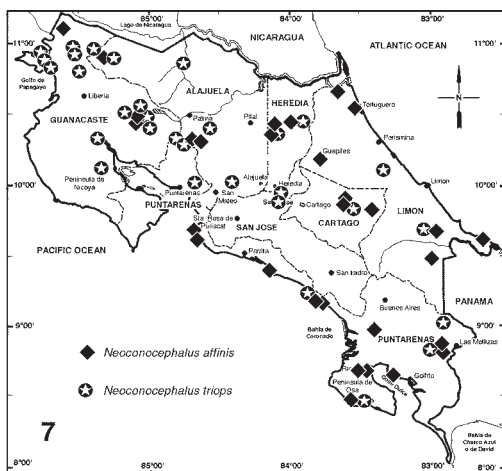 7
85°00'
84°00'
83°00'
Lago de Nicaragua
NICARAGUA
ATLANTIC OCEAN
11°00'
11°00'
Golfo de
Papagayo
ALAJUELA
HEREDIA
N
Tortuguero
Liberia
GUANACASTE
Pital
Parismina
Guapiles
Peninsula de
Nicoya
Puntarenas
Alajuela
Heredia
Limon
10°00'
10°00'
PUNTARENAS
San
Mateo
Cartago
CARTAGO
LIMON
Sta. Rosa de
Puriscal
SAN JOSE
PACIFIC OCEAN
Parrita
San Isidro
PANAMA
Buenos Aires
9°00'
9°00'
Bahia de
Coronado
PUNTARENAS
Las Mellizas
Neoconocephalus affinis
Golfito
Golfo Dulce
Peninsula de
Osa
Neoconocephalus triops
7
Bahia de
Charco Azul
o de David
8°00'
8°00'
85°00'
84°00'
83°00'